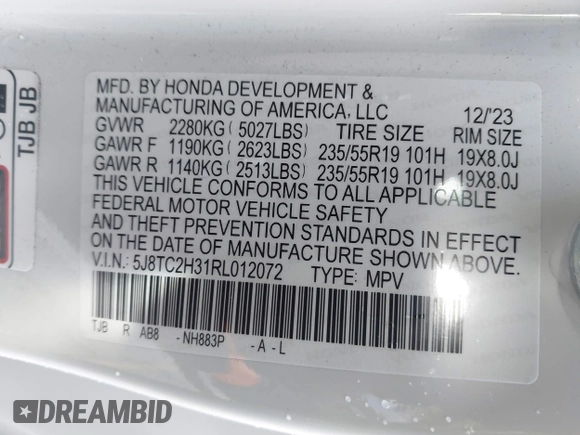 MFD. BY HONDA DEVELOPMENT &
MANUFACTURING OF AMERICA, LLC 12/'23
GVWR 2280KG(5027LBS) TIRE SIZE RIM SIZE
GAWR F 1190KG(2623LBS) 235/55R19 101H 19X8.0J
GAWR R 1140KG(2513LBS) 235/55R19 101H 19X8.0J
THIS VEHICLE CONFORMS TO ALL APPLICABLE
FEDERAL MOTOR VEHICLE SAFETY
AND THEFT PREVENTION STANDARDS IN EFFECT
ON THE DATE OF MANUFACTURE SHOWN ABOVE.
V.I.N.: 5J8TC2H31RL012072 TYPE: MPV
TJB R AB8 -NH883P -A-L
TJB JB
DREAMBID